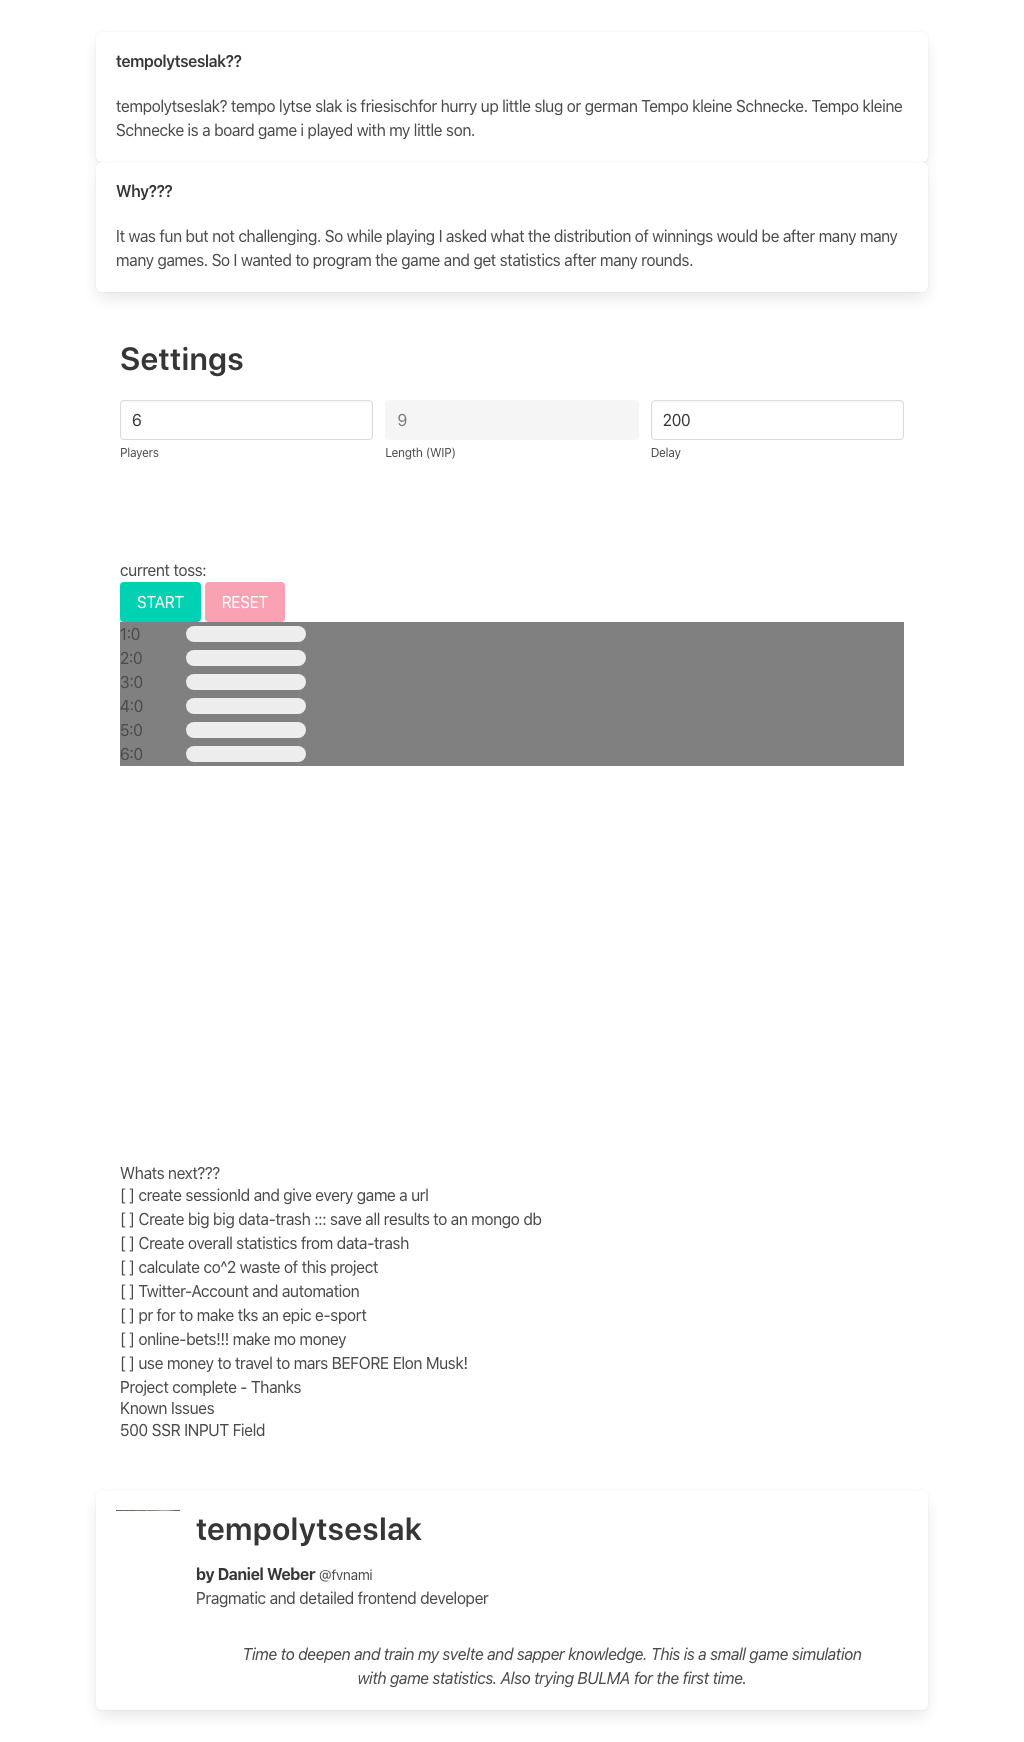 tempolytseslak??
tempolytseslak? tempo lytse slak is friesischfor hurry up little slug or german Tempo kleine Schnecke. Tempo kleine
Schnecke is a board game i played with my little son.
Why???
It was fun but not challenging. So while playing I asked what the distribution of winnings would be after many many
many games. So I wanted to program the game and get statistics after many rounds.
Settings
6 9 200
Players Length (WIP) Delay
current toss:
START RESET
1:0
2:0
3:0
4:0
5:0
6:0
Whats next???
[ ] create sessionId and give every game a url
[ ] Create big big data-trash ::: save all results to an mongo db
[ ] Create overall statistics from data-trash
[ ] calculate co^2 waste of this project
[ ] Twitter-Account and automation
[ ] pr for to make tks an epic e-sport
[ ] online-bets!!! make mo money
[ ] use money to travel to mars BEFORE Elon Musk!
Project complete - Thanks
Known Issues
500 SSR INPUT Field
tempolytseslak
by Daniel Weber @fvnami
Pragmatic and detailed frontend developer
Time to deepen and train my svelte and sapper knowledge. This is a small game simulation
with game statistics. Also trying BULMA for the first time.